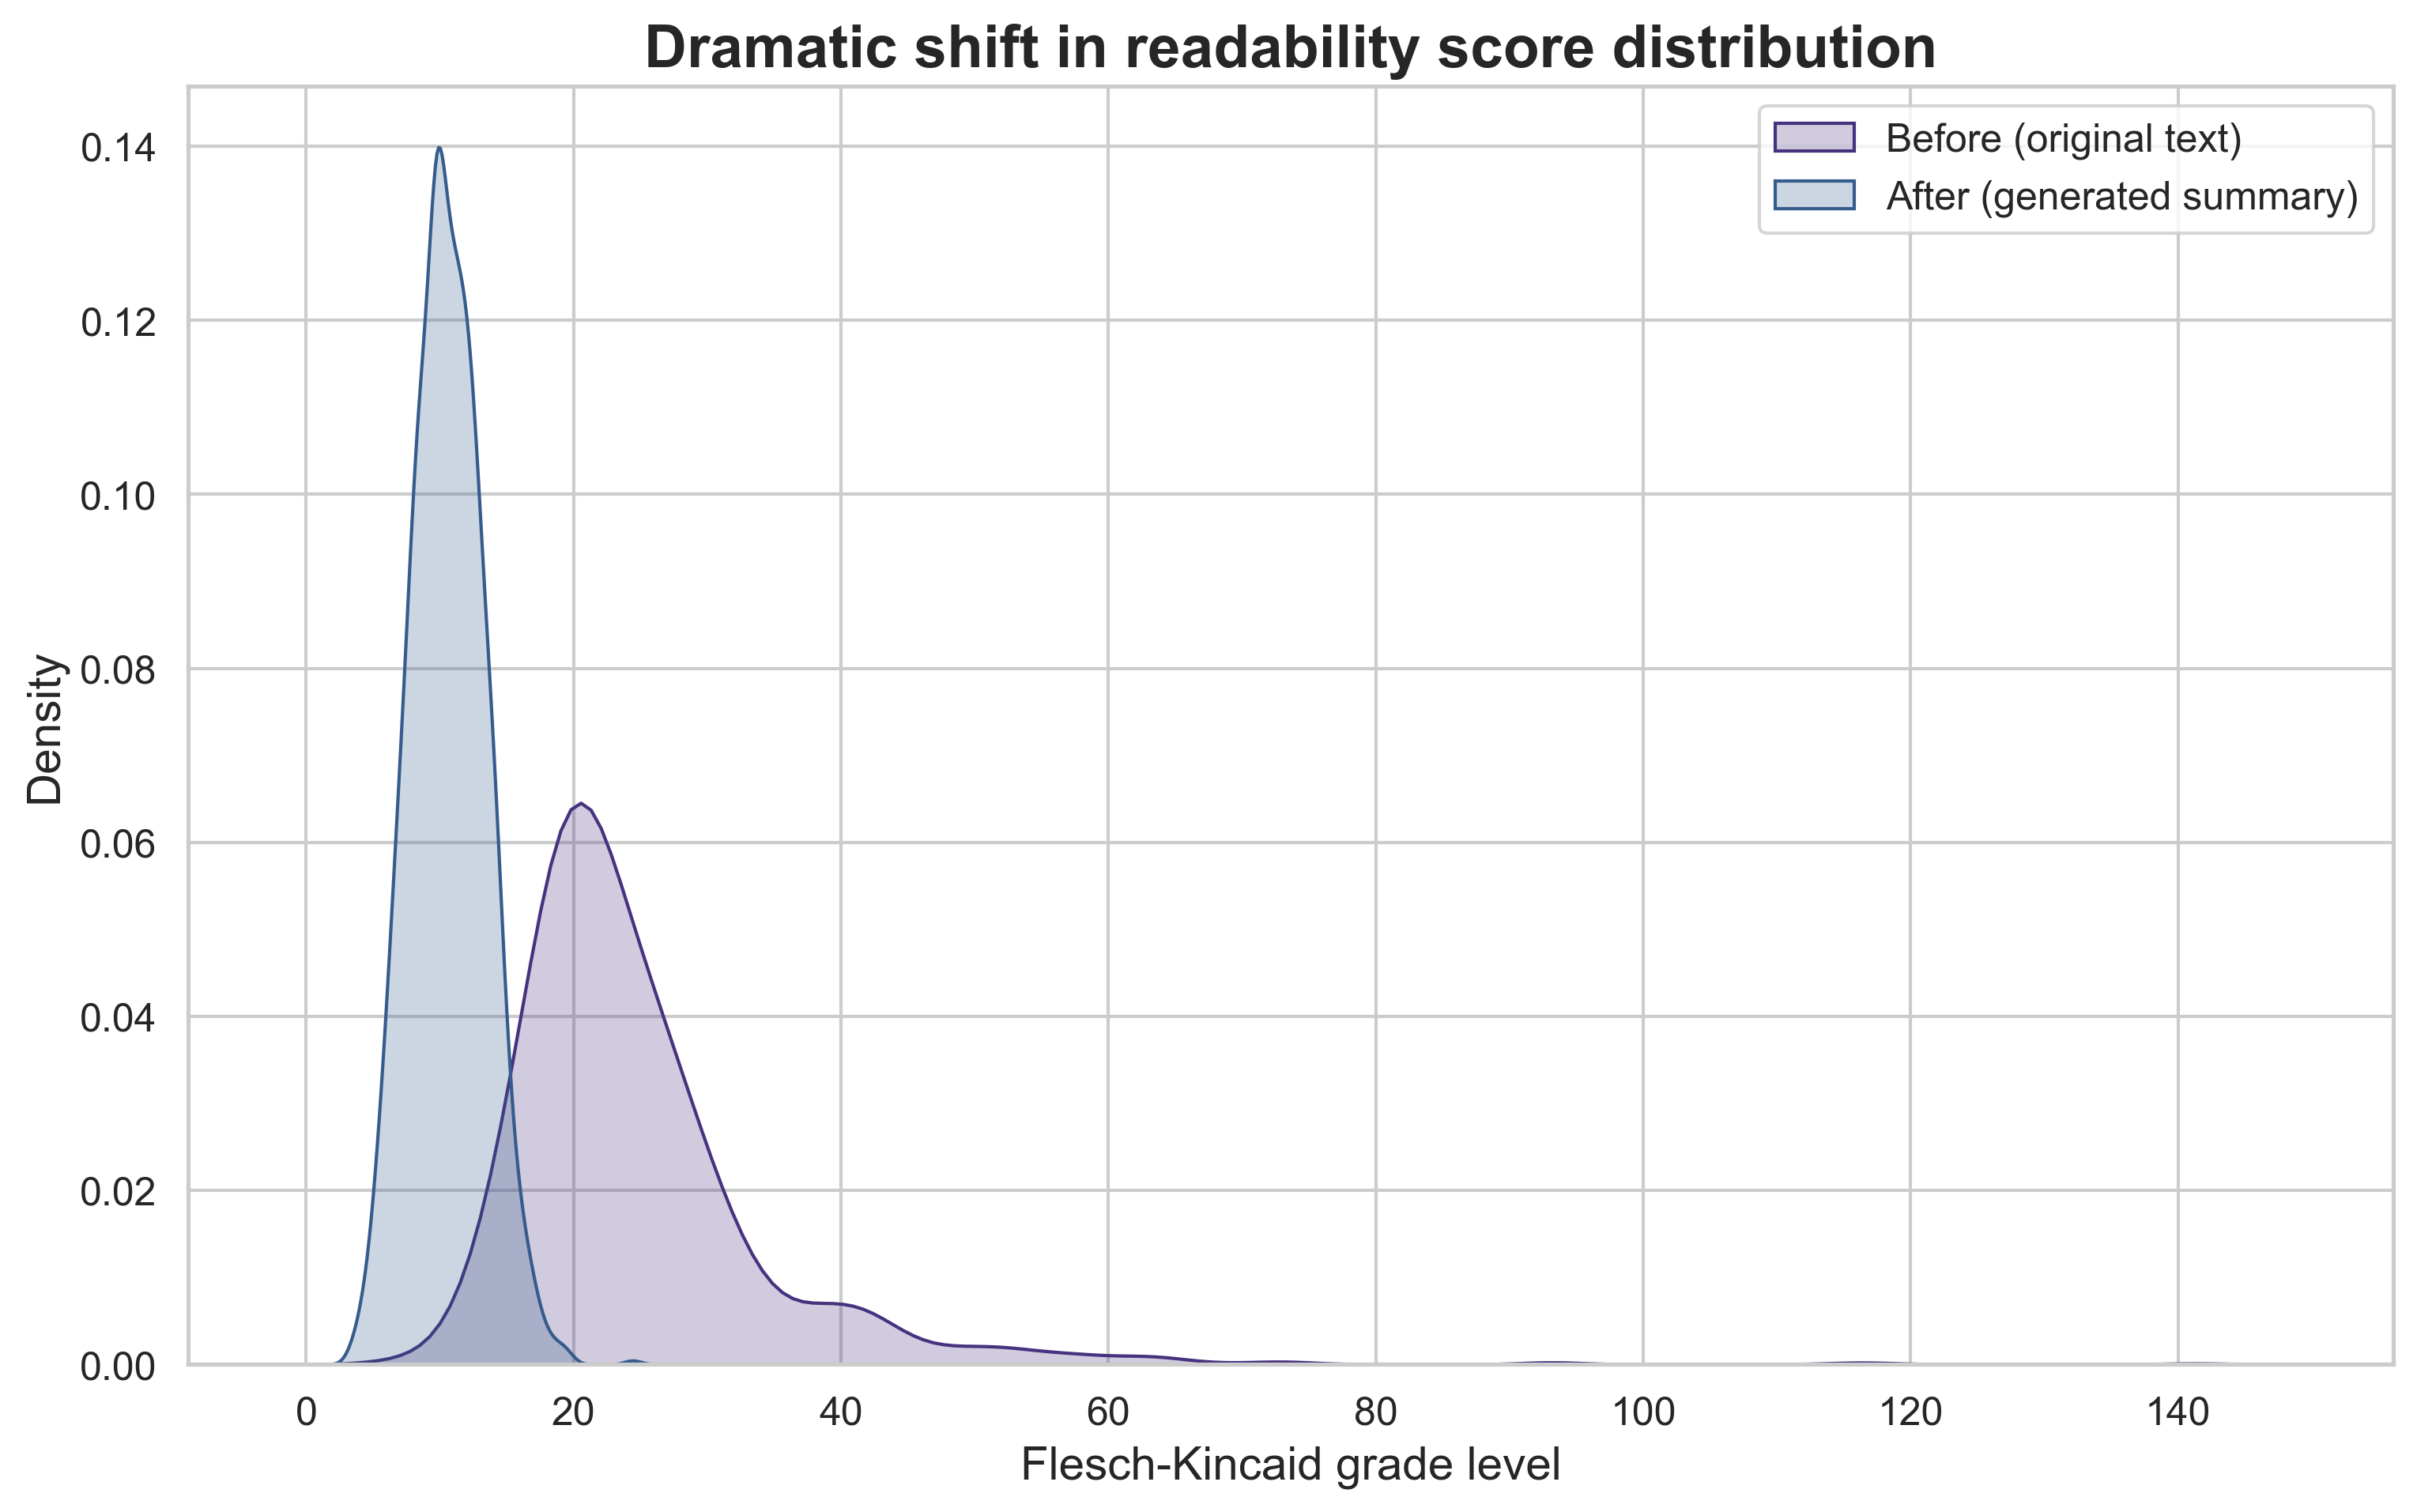 Dramatic shift in readability score distribution
Before (original text)
After (generated summary)
Density
0.14
0.12
0.10
0.08
0.06
0.04
0.02
0.00
0 20 40 60 80 100 120 140
Flesch-Kincaid grade level